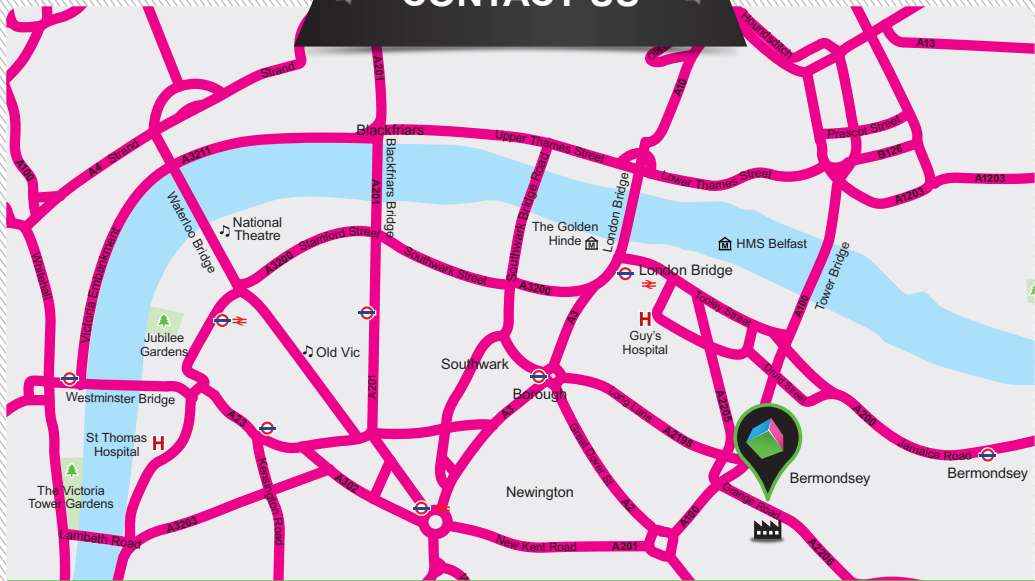 CONTACT US
Houndsditch
A13
Strand
A201
A10
Blackfriars
Upper Thames Street
Prescot Street
B126
A3211
A4 Strand
A100
Lower Thames Street
A1203
A1203
Blackfriars Bridge
A201
Southwark Bridge Road
London Bridge
Waterloo Bridge
National
Theatre
The Golden
Hinde
HMS Belfast
Stamford Street
A3200
Southwark Street
A3200
London Bridge
Whitehall
Victoria Embankment
Tower Bridge
A100
Tooley Street
A3
Guy's
Hospital
Jubilee
Gardens
Old Vic
Southwark
Borough
Druid Street
Westminster Bridge
A201
Long Lane
A2198
A2205
A200
Jamaica Road
A23
A3
St Thomas
Hospital
Great Dover St
Bermondsey
Bermondsey
Kennington Road
A302
Newington
The Victoria
Tower Gardens
Grange Road
A2
A100
A3203
Lambeth Road
New Kent Road
A201
A2206